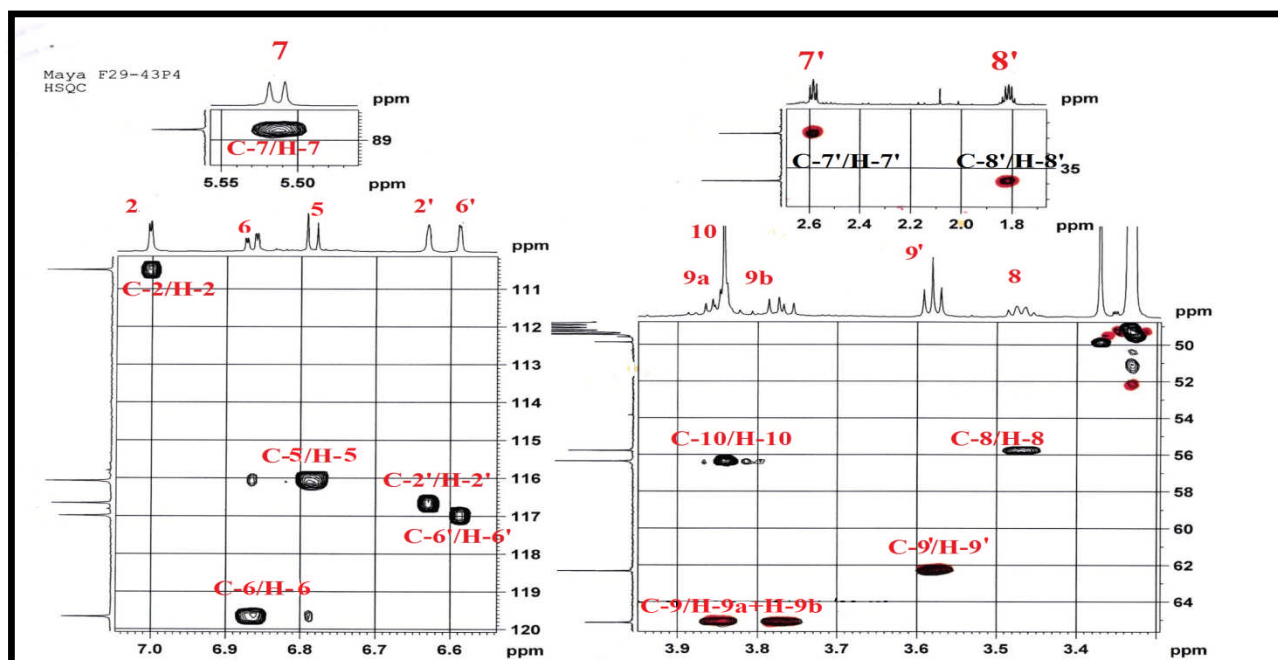 7
Maya F29-43P4
HSQC
ppm
89
C-7/H-7
5.55 5.50 ppm
7' 8'
ppm
C-7'/H-7' C-8'/H-8'
35
2.6 2.4 2.2 2.0 1.8 ppm
2 6 5 2' 6'
ppm
C-2/H-2
111
112
113
114
115
C-5/H-5
116
C-2'/H-2'
117
C-6'/H-6'
118
C-6/H-6
119
120
7.0 6.9 6.8 6.7 6.6 ppm
10
9a 9b 9' 8
ppm
50
52
54
C-10/H-10 C-8/H-8
56
58
60
C-9'/H-9'
62
C-9/H-9a+H-9b
64
3.9 3.8 3.7 3.6 3.5 3.4 ppm